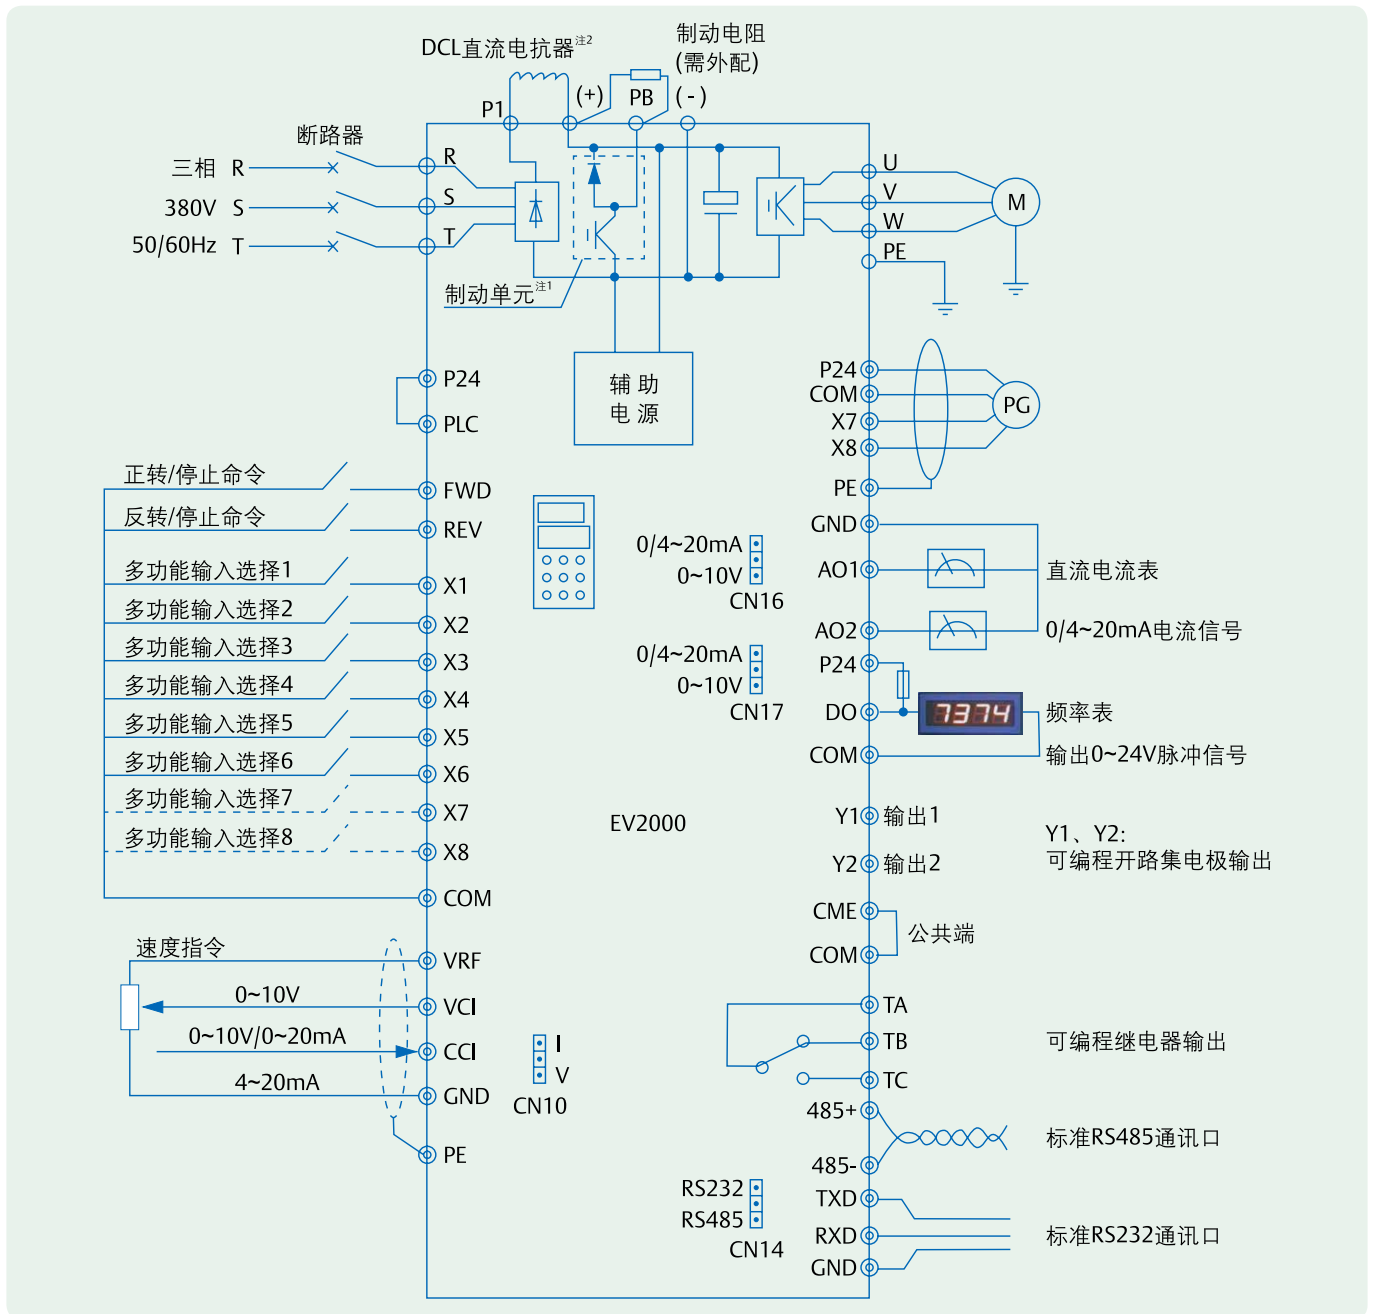 DCL直流电抗器注2
制动电阻
(需外配)
P1
(+)
PB
(-)
断路器
三相 R
R
380V S
S
50/60Hz T
T
U
V
W
PE
M
制动单元注1
辅助
电源
P24
PLC
P24
COM
X7
X8
PE
PG
正转/停止命令
FWD
反转/停止命令
REV
多功能输入选择1
X1
多功能输入选择2
X2
多功能输入选择3
X3
多功能输入选择4
X4
多功能输入选择5
X5
多功能输入选择6
X6
多功能输入选择7
X7
多功能输入选择8
X8
COM
0/4~20mA
0~10V
CN16
0/4~20mA
0~10V
CN17
GND
AO1
直流电流表
AO2
0/4~20mA电流信号
P24
DO
7374
频率表
COM
输出0~24V脉冲信号
EV2000
Y1 输出1
Y2 输出2
Y1、Y2:
可编程开路集电极输出
CME
COM
公共端
速度指令
VRF
0~10V
VCI
0~10V/0~20mA
CCI
4~20mA
GND
PE
I
V
CN10
TA
TB
TC
可编程继电器输出
485+
485-
标准RS485通讯口
RS232
RS485
CN14
TXD
RXD
GND
标准RS232通讯口